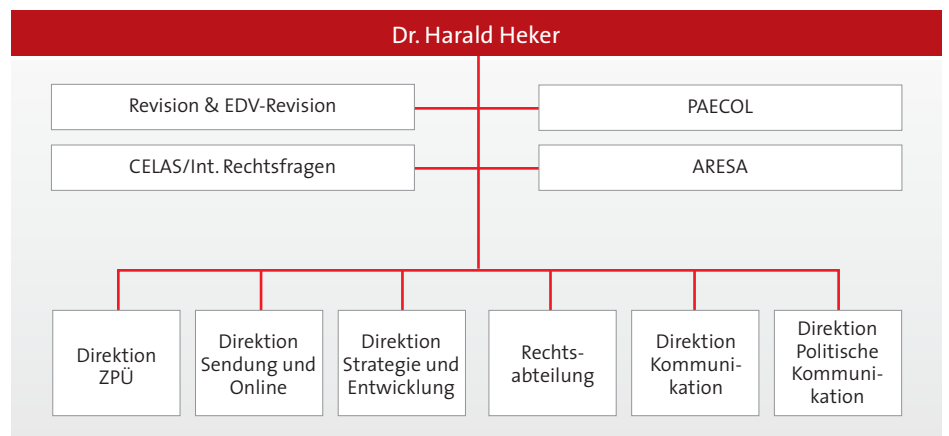 Dr. Harald Heker
Revision & EDV-Revision
PAECOL
CELAS/Int. Rechtsfragen
ARESA
Direktion
ZPÜ
Direktion
Sendung und
Online
Direktion
Strategie und
Entwicklung
Rechts-
abteilung
Direktion
Kommuni-
kation
Direktion
Politische
Kommuni-
kation